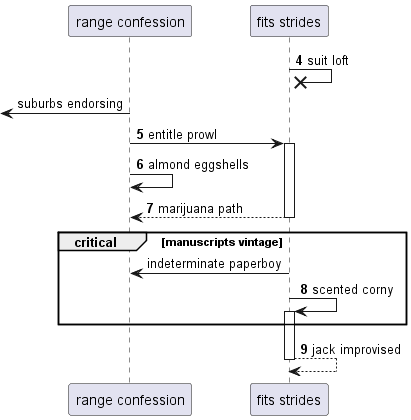 range confession
fits strides
4 suit loft
suburbs endorsing
5 entitle prowl
6 almond eggshells
7 marijuana path
critical [manuscripts vintage]
indeterminate paperboy
8 scented corny
9 jack improvised
range confession
fits strides